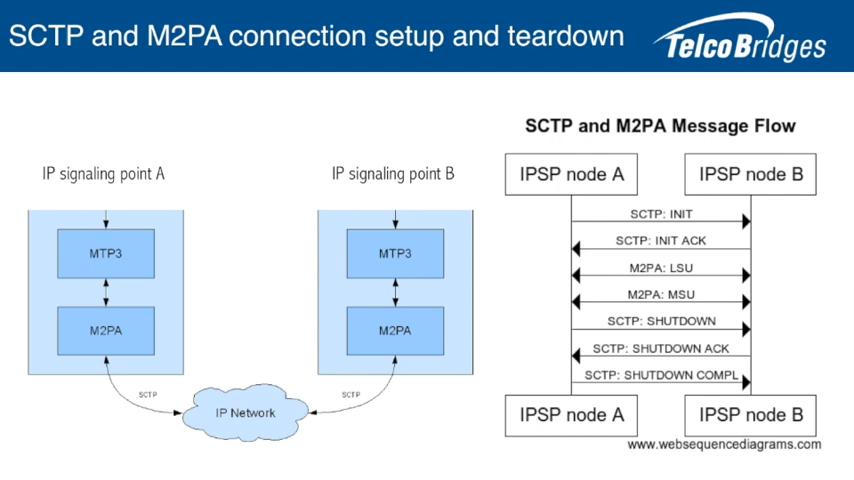 SCTP and M2PA connection setup and teardown
TelcoBridges
IP signaling point A
IP signaling point B
MTP3
MTP3
M2PA
M2PA
SCTP
SCTP
IP Network
SCTP and M2PA Message Flow
IPSP node A
IPSP node B
SCTP: INIT
SCTP: INIT ACK
M2PA: LSU
M2PA: MSU
SCTP: SHUTDOWN
SCTP: SHUTDOWN ACK
SCTP: SHUTDOWN COMPL
IPSP node A
IPSP node B
www.websequencediagrams.com